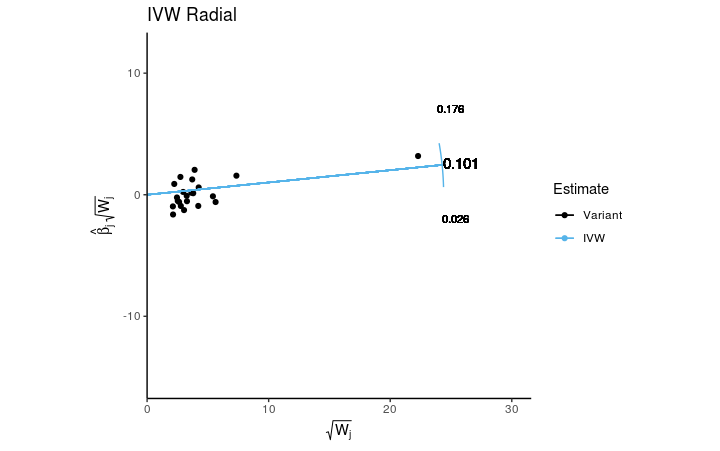 IVW Radial
10
0
-10
β̂j√Wj
0.176
0.101
0.026
0
10
20
30
√Wj
Estimate
Variant
IVW